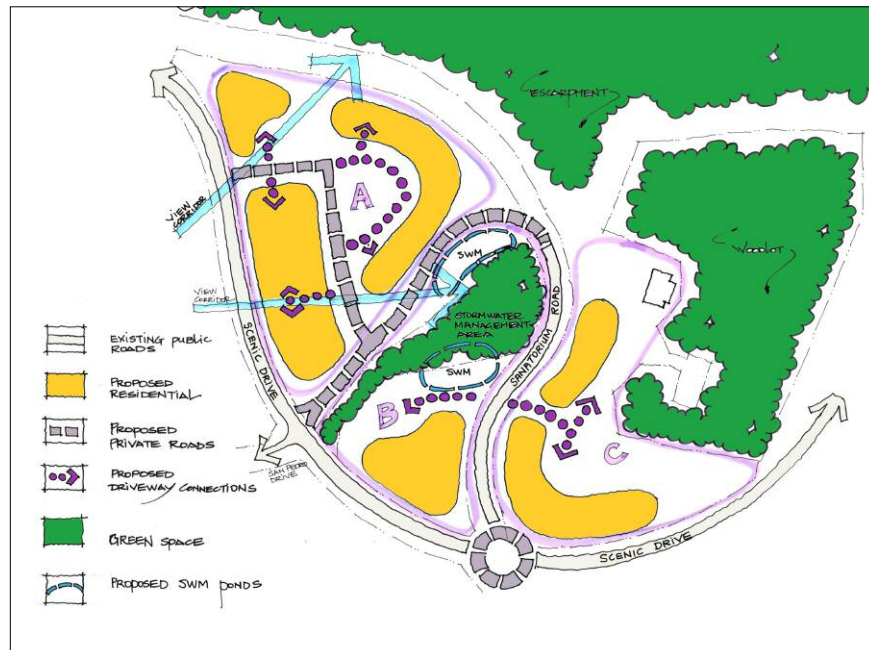 ESCARPMENT
VIEW
CORRIDOR
A
WOODLOT
SWM
VIEW
CORRIDOR
STORMWATER
MANAGEMENT
AREA
SANATORIUM ROAD
SCENIC DRIVE
SWM
B
C
SAN PEDRO
DRIVE
SCENIC DRIVE
EXISTING PUBLIC
ROADS
PROPOSED
RESIDENTIAL
PROPOSED
PRIVATE ROADS
PROPOSED
DRIVEWAY CONNECTIONS
GREEN SPACE
PROPOSED SWM PONDS